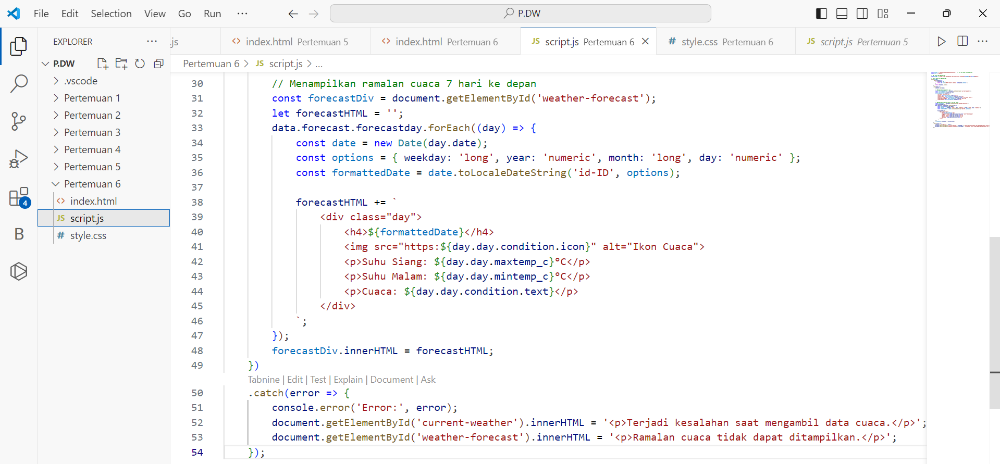 File Edit Selection View Go Run ··· P.DW
EXPLORER ···
P.DW
.vscode
Pertemuan 1
Pertemuan 2
Pertemuan 3
Pertemuan 4
Pertemuan 5
Pertemuan 6
<> index.html
JS script.js
# style.css
4
B
.js <> index.html Pertemuan 5 <> index.html Pertemuan 6 JS script.js Pertemuan 6 # style.css Pertemuan 6 JS script.js Pertemuan 5 ···
Pertemuan 6 > JS script.js > ...
30 // Menampilkan ramalan cuaca 7 hari ke depan
31 const forecastDiv = document.getElementById('weather-forecast');
32 let forecastHTML = '';
33 data.forecast.forecastday.forEach((day) => {
34 const date = new Date(day.date);
35 const options = { weekday: 'long', year: 'numeric', month: 'long', day: 'numeric' };
36 const formattedDate = date.toLocaleDateString('id-ID', options);
37
38 forecastHTML += `
39 <div class="day">
40 <h4>${formattedDate}</h4>
41 <img src="https:${day.day.condition.icon}" alt="Ikon Cuaca">
42 <p>Suhu Siang: ${day.day.maxtemp_c}°C</p>
43 <p>Suhu Malam: ${day.day.mintemp_c}°C</p>
44 <p>Cuaca: ${day.day.condition.text}</p>
45 </div>
46 `;
47 });
48 forecastDiv.innerHTML = forecastHTML;
49 })
Tabnine | Edit | Test | Explain | Document | Ask
50 .catch(error => {
51 console.error('Error:', error);
52 document.getElementById('current-weather').innerHTML = '<p>Terjadi kesalahan saat mengambil data cuaca.</p>';
53 document.getElementById('weather-forecast').innerHTML = '<p>Ramalan cuaca tidak dapat ditampilkan.</p>';
54 });